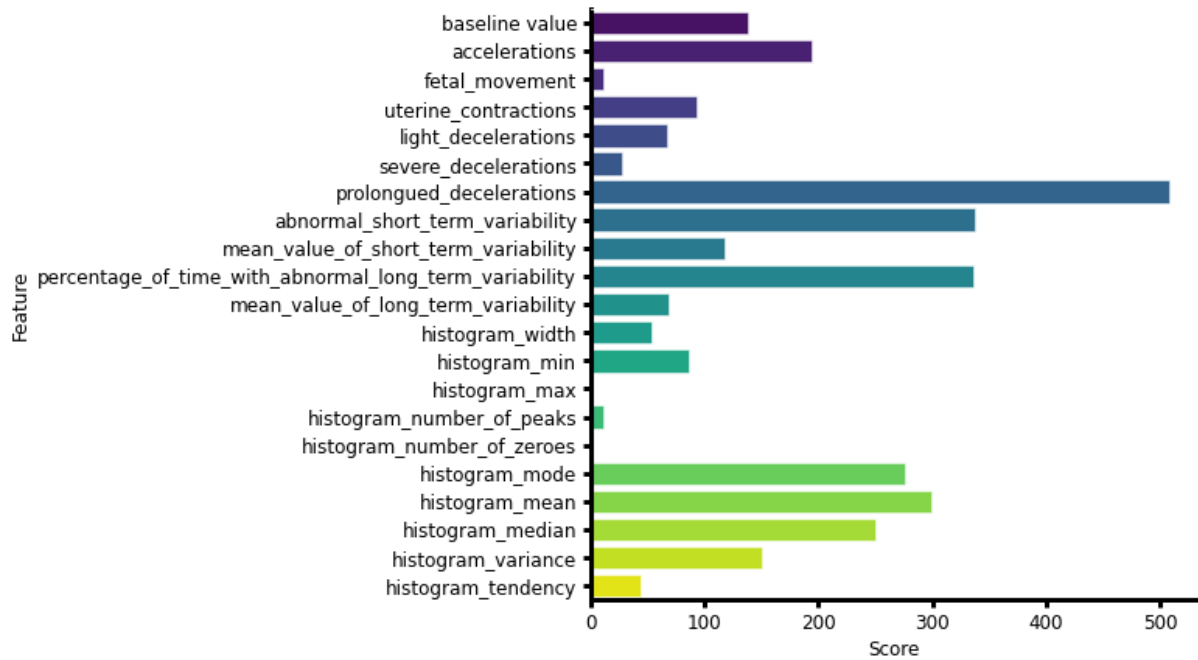 baseline value
accelerations
fetal_movement
uterine_contractions
light_decelerations
severe_decelerations
prolongued_decelerations
abnormal_short_term_variability
mean_value_of_short_term_variability
percentage_of_time_with_abnormal_long_term_variability
mean_value_of_long_term_variability
histogram_width
histogram_min
histogram_max
histogram_number_of_peaks
histogram_number_of_zeroes
histogram_mode
histogram_mean
histogram_median
histogram_variance
histogram_tendency
Feature
0 100 200 300 400 500
Score